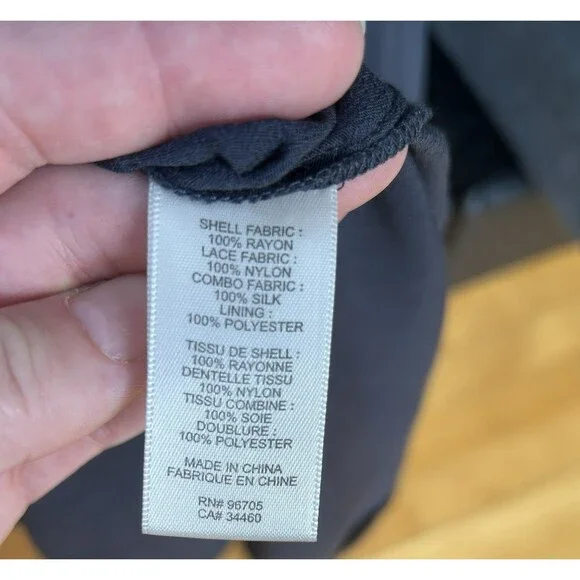 SHELL FABRIC :
100% RAYON
LACE FABRIC :
100% NYLON
COMBO FABRIC :
100% SILK
LINING :
100% POLYESTER
TISSU DE SHELL :
100% RAYONNE
DENTELLE TISSU
100% NYLON
TISSU COMBINE :
100% SOIE
DOUBLURE :
100% POLYESTER
MADE IN CHINA
FABRIQUE EN CHINE
RN# 96705
CA# 34460